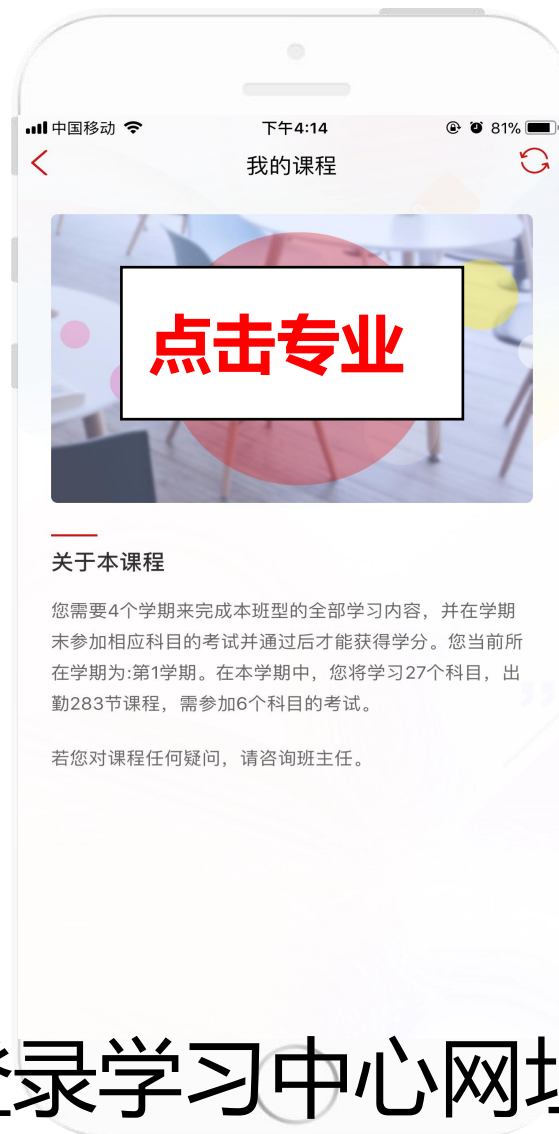 中国移动 下午4:14 81%
我的课程
点击专业
关于本课程
您需要4个学期来完成本班型的全部学习内容，并在学期
末参加相应科目的考试并通过后才能获得学分。您当前所
在学期为:第1学期。在本学期中，您将学习27个科目，出
勤283节课程，需参加6个科目的考试。
若您对课程任何疑问，请咨询班主任。
登录学习中心网址